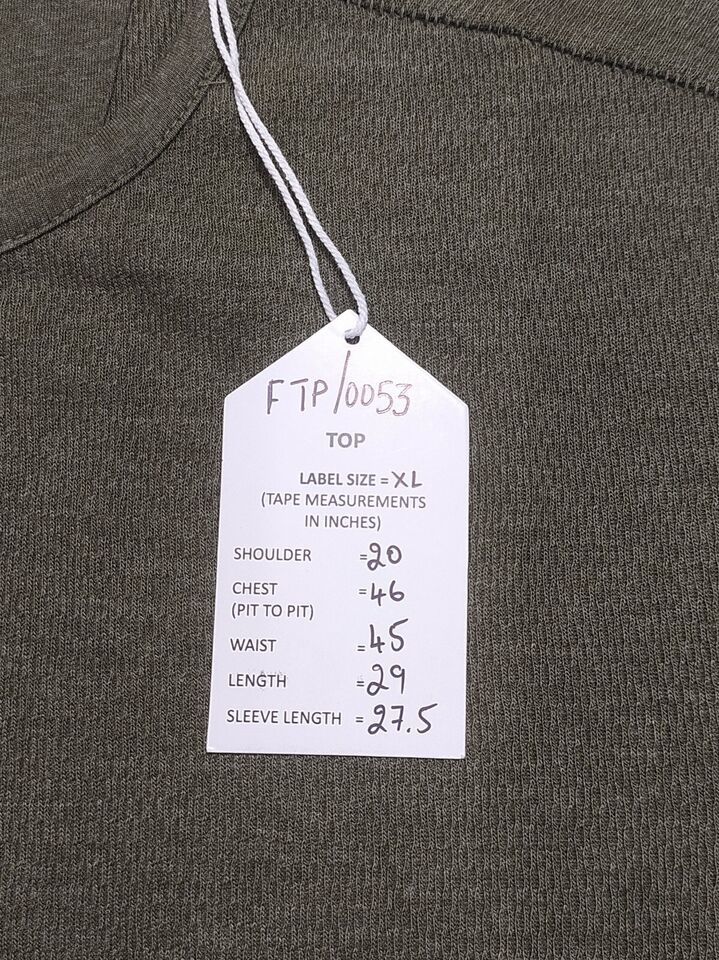 FTP/0053
TOP
LABEL SIZE = XL
(TAPE MEASUREMENTS
IN INCHES)
SHOULDER = 20
CHEST = 46
(PIT TO PIT)
WAIST = 45
LENGTH = 29
SLEEVE LENGTH = 27.5